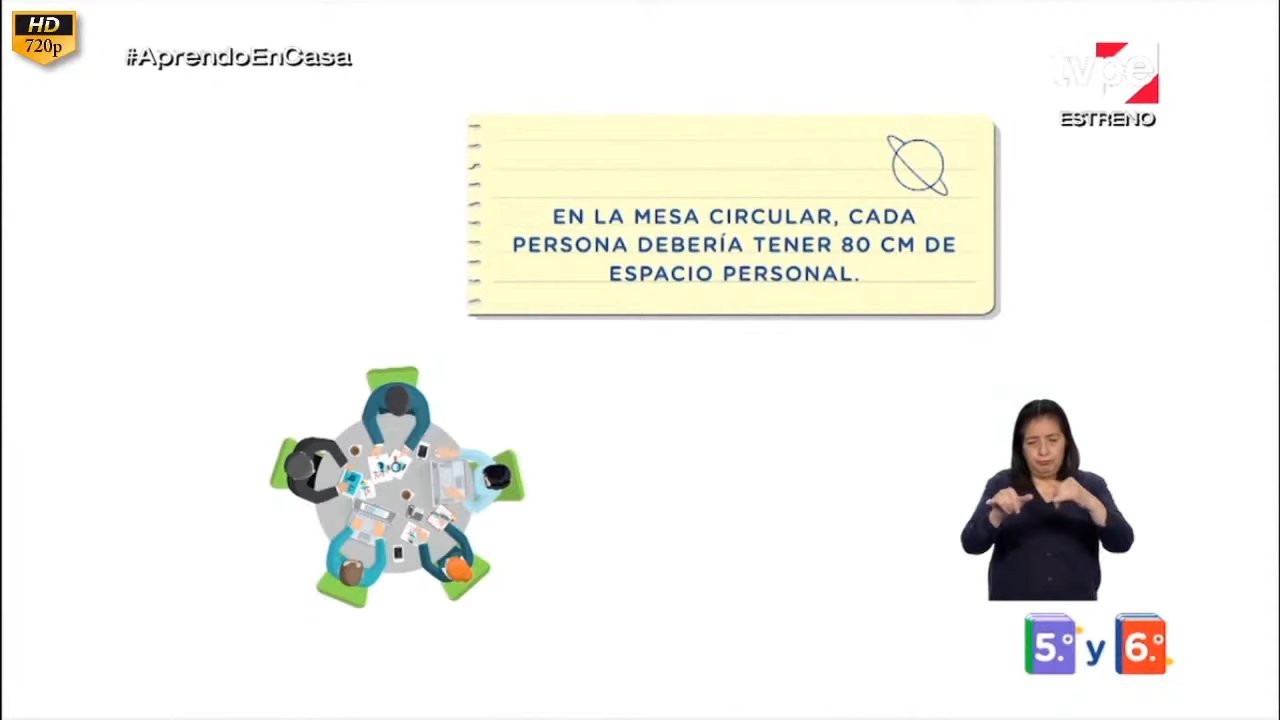 HD
720p
#AprendoEnCasa
tvpe
ESTRENO
EN LA MESA CIRCULAR, CADA
PERSONA DEBERÍA TENER 80 CM DE
ESPACIO PERSONAL.
5.º y 6.º